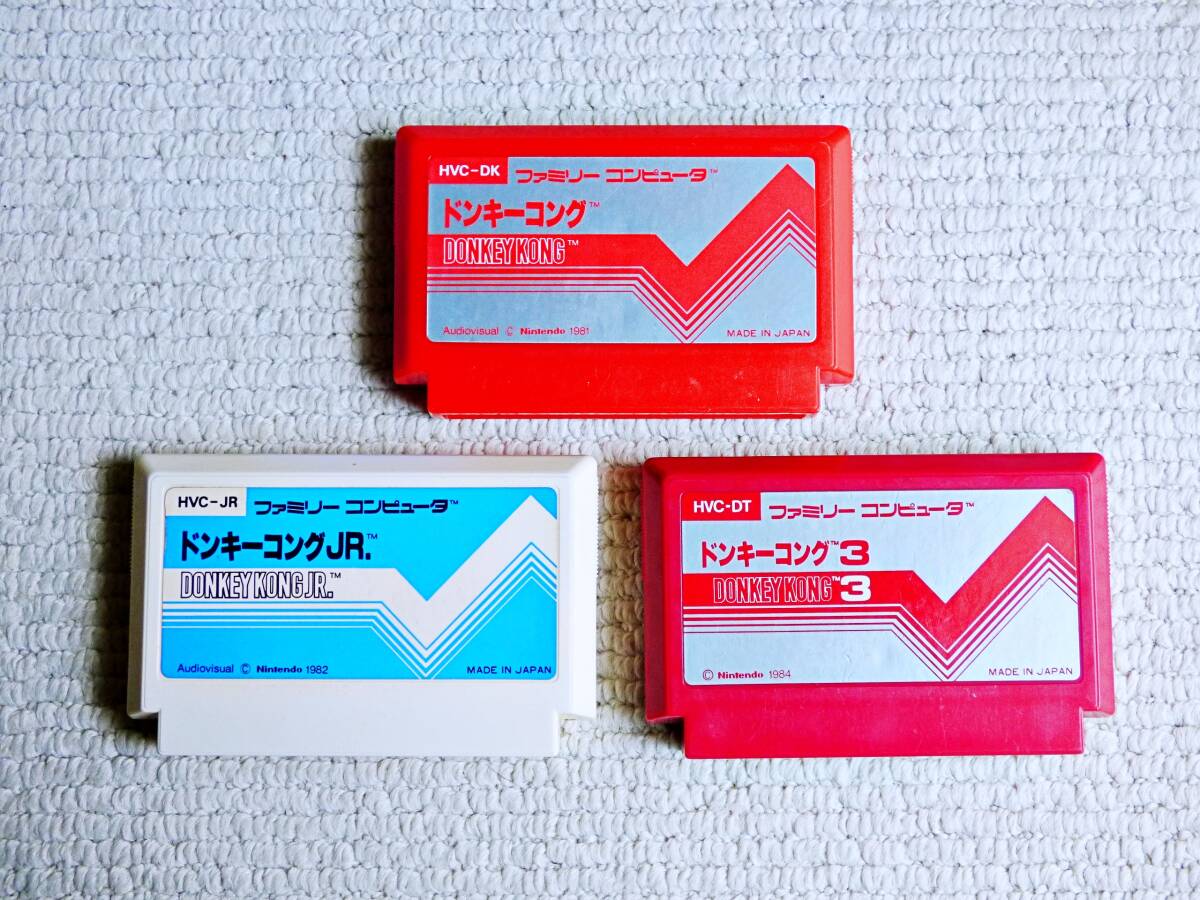 HVC-DK ファミリー コンピュータ™
ドンキーコング™
DONKEY KONG™
Audiovisual © Nintendo 1981 MADE IN JAPAN
HVC-JR ファミリー コンピュータ™
ドンキーコングJR.™
DONKEY KONG JR.™
Audiovisual © Nintendo 1982 MADE IN JAPAN
HVC-DT ファミリー コンピュータ™
ドンキーコング™3
DONKEY KONG™3
© Nintendo 1984 MADE IN JAPAN